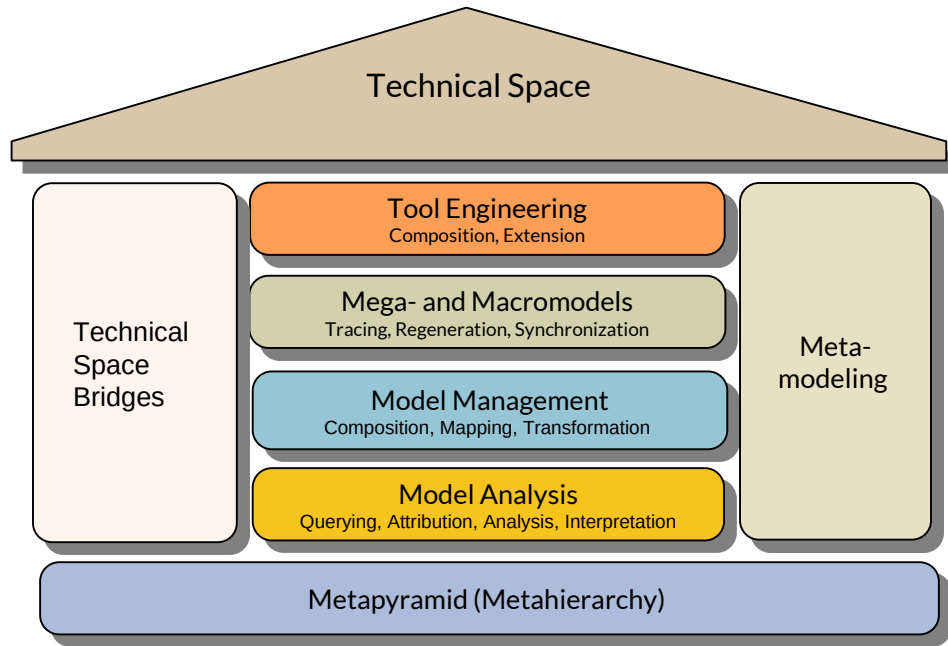 Technical Space
Tool Engineering
Composition, Extension
Mega- and Macromodels
Tracing, Regeneration, Synchronization
Technical
Space
Bridges
Meta-
modeling
Model Management
Composition, Mapping, Transformation
Model Analysis
Querying, Attribution, Analysis, Interpretation
Metapyramid (Metahierarchy)